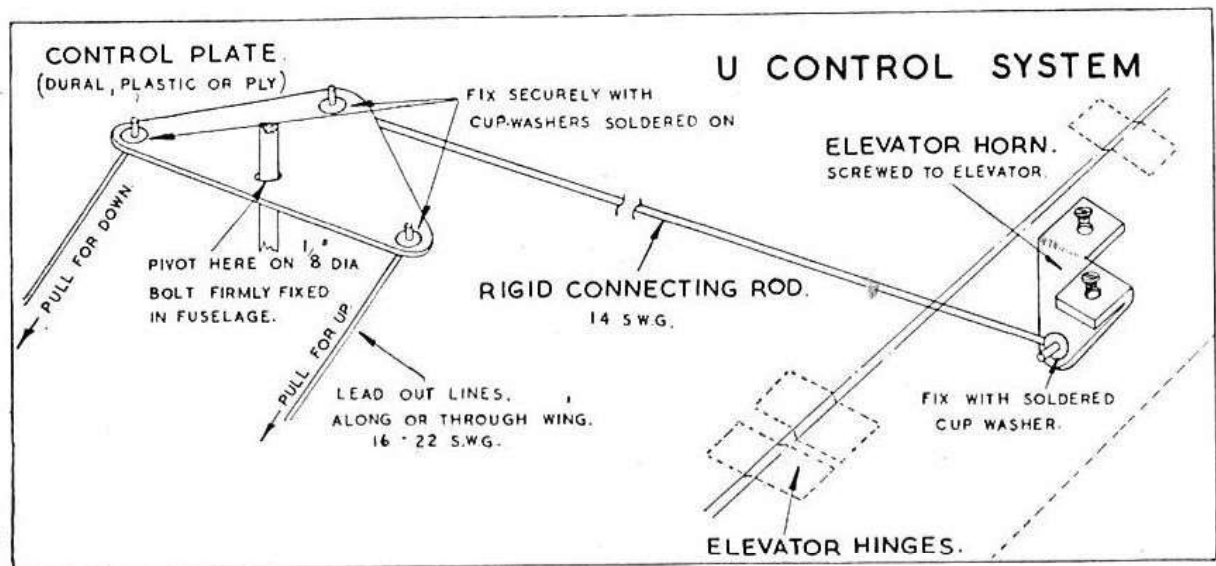 U CONTROL SYSTEM
CONTROL PLATE.
(DURAL, PLASTIC OR PLY)
FIX SECURELY WITH
CUP-WASHERS SOLDERED ON
ELEVATOR HORN.
SCREWED TO ELEVATOR.
PULL FOR DOWN.
PIVOT HERE ON 1/8" DIA
BOLT FIRMLY FIXED
IN FUSELAGE.
RIGID CONNECTING ROD.
14 S.W.G.
PULL FOR UP.
LEAD OUT LINES.
ALONG OR THROUGH WING.
16-22 S.W.G.
FIX WITH SOLDERED
CUP WASHER.
ELEVATOR HINGES.